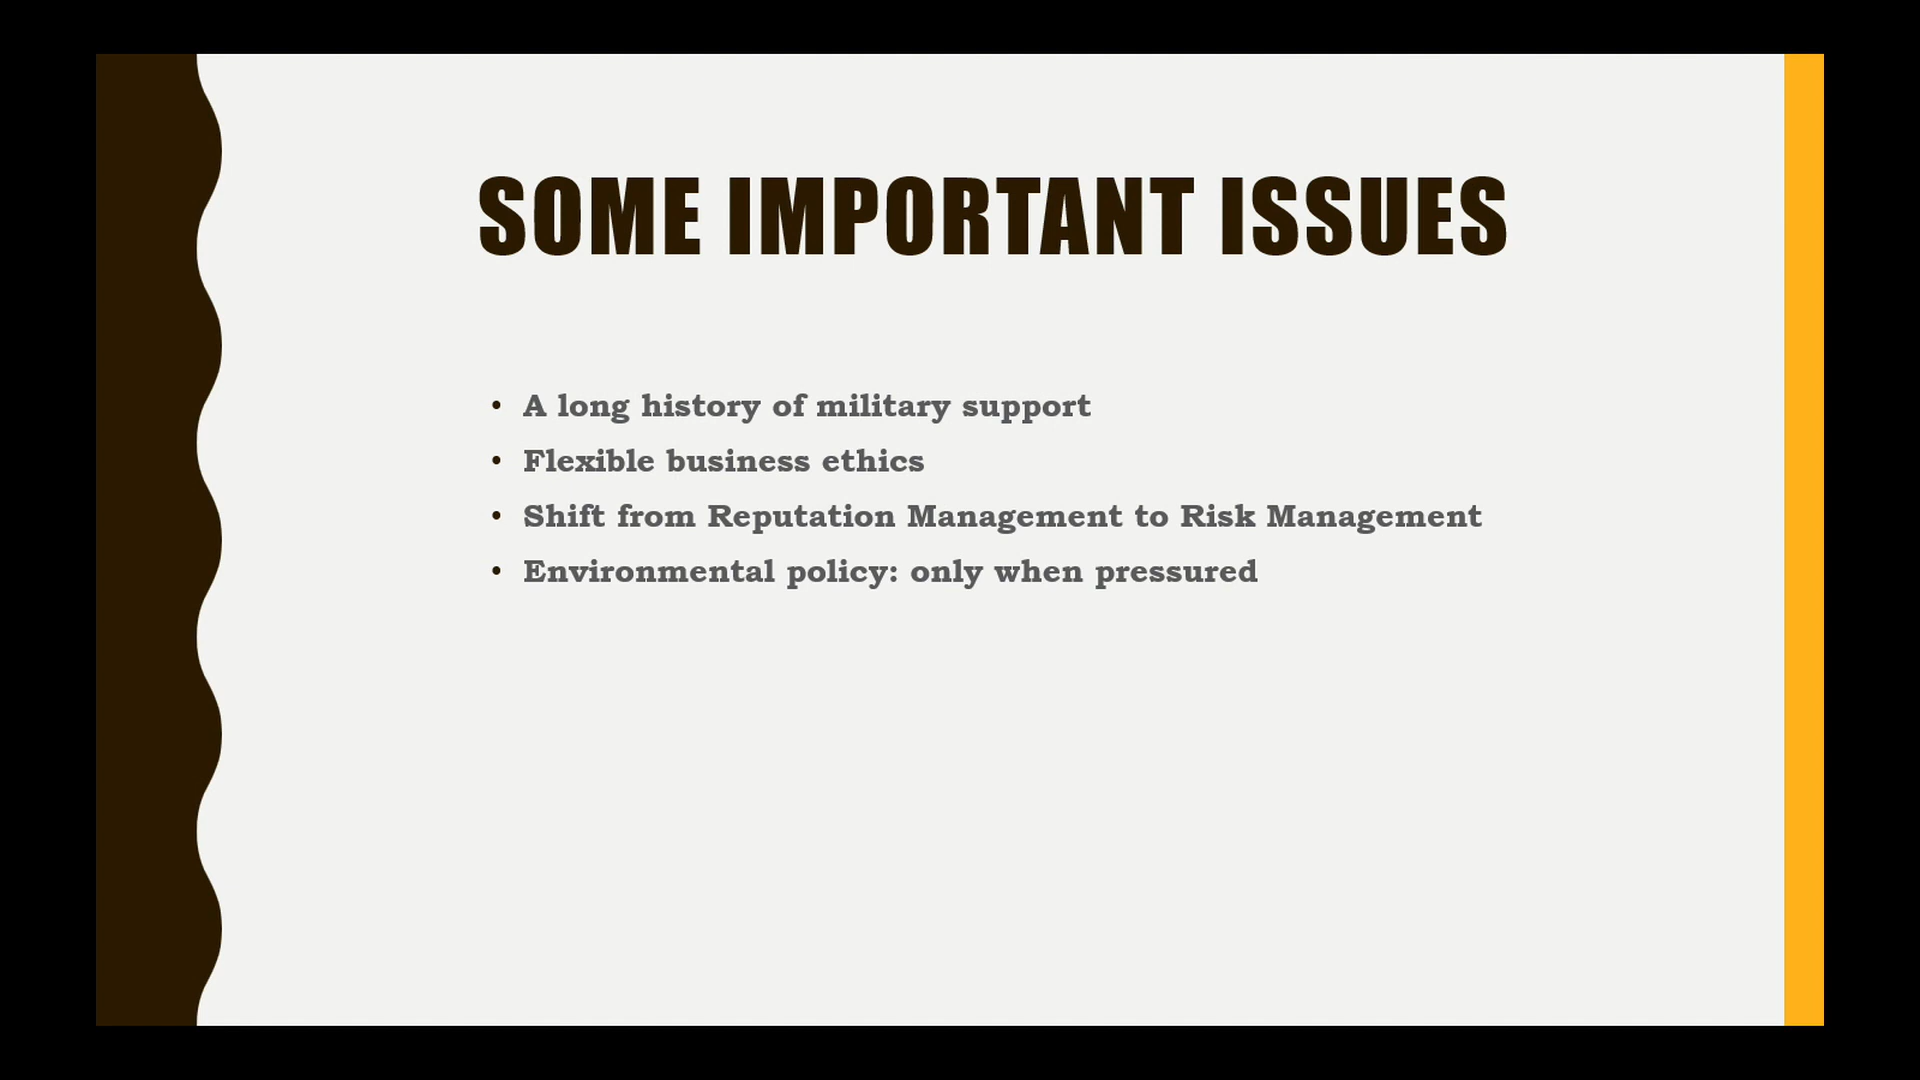 SOME IMPORTANT ISSUES
• A long history of military support
• Flexible business ethics
• Shift from Reputation Management to Risk Management
• Environmental policy: only when pressured